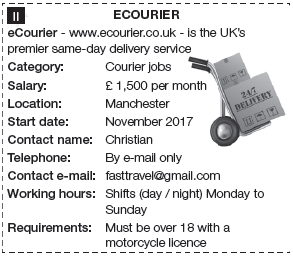 II
ECOURIER
eCourier - www.ecourier.co.uk - is the UK's
premier same-day delivery service
Category: Courier jobs
Salary: £ 1,500 per month
Location: Manchester
Start date: November 2017
Contact name: Christian
Telephone: By e-mail only
Contact e-mail: fasttravel@gmail.com
Working hours: Shifts (day / night) Monday to
Sunday
Requirements: Must be over 18 with a
motorcycle licence
24/7
DELIVERY